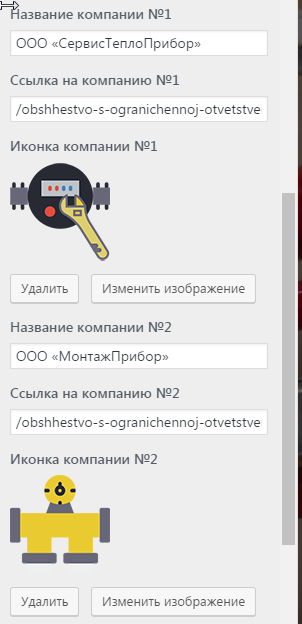 Название компании №1
ООО «СервисТеплоПрибор»
Ссылка на компанию №1
/obshhestvo-s-ogranichennoj-otvetstve
Иконка компании №1
Удалить
Изменить изображение
Название компании №2
ООО «МонтажПрибор»
Ссылка на компанию №2
/obshhestvo-s-ogranichennoj-otvetstve
Иконка компании №2
Удалить
Изменить изображение